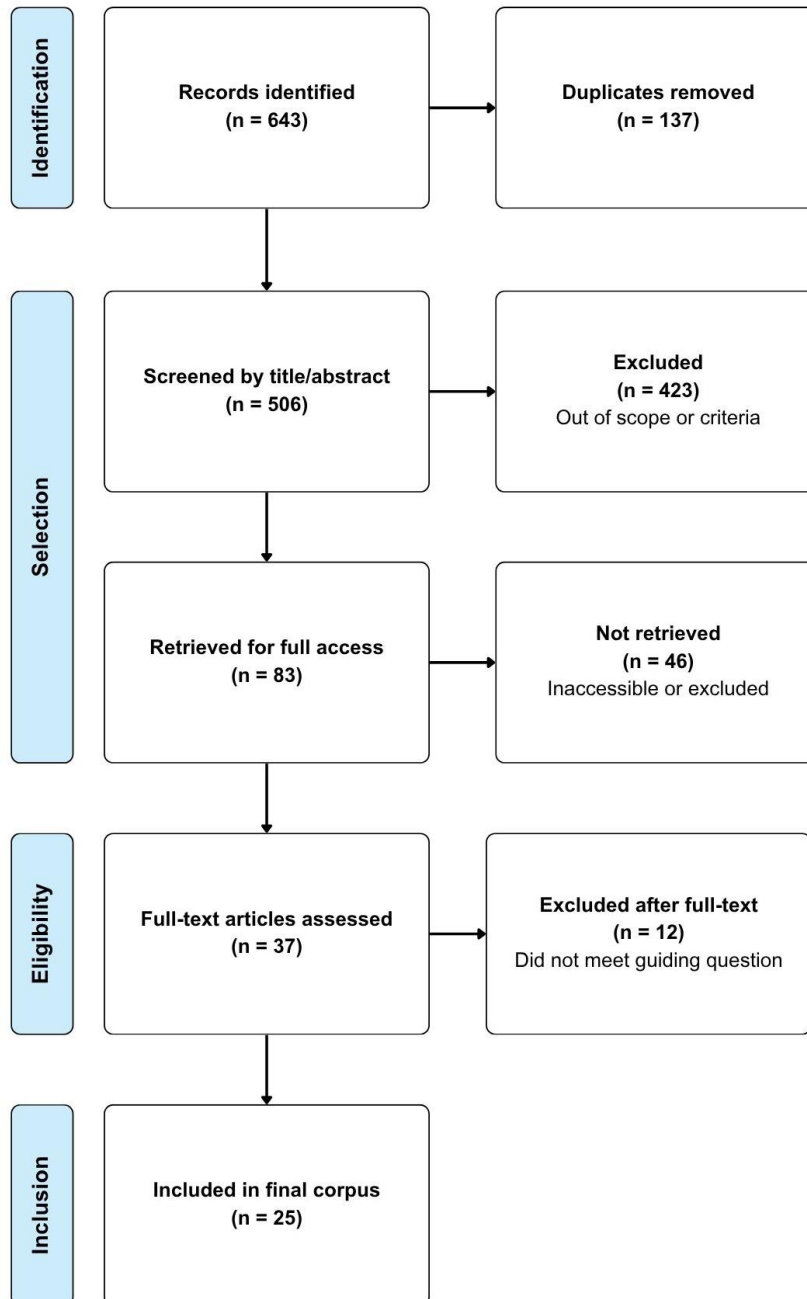 Identification
Records identified
(n = 643)
Duplicates removed
(n = 137)
Selection
Screened by title/abstract
(n = 506)
Excluded
(n = 423)
Out of scope or criteria
Retrieved for full access
(n = 83)
Not retrieved
(n = 46)
Inaccessible or excluded
Eligibility
Full-text articles assessed
(n = 37)
Excluded after full-text
(n = 12)
Did not meet guiding question
Inclusion
Included in final corpus
(n = 25)